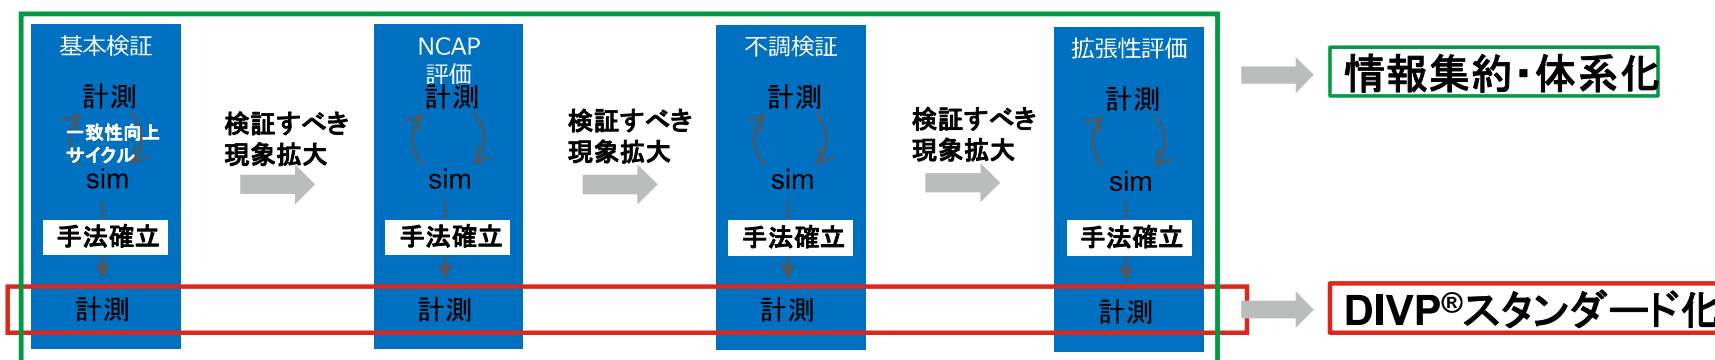 基本検証
計測
一致性向上
サイクル
sim
手法確立
計測
検証すべき
現象拡大
NCAP
評価
計測
sim
手法確立
計測
検証すべき
現象拡大
不調検証
計測
sim
手法確立
計測
検証すべき
現象拡大
拡張性評価
計測
sim
手法確立
計測
情報集約・体系化
DIVP®スタンダード化